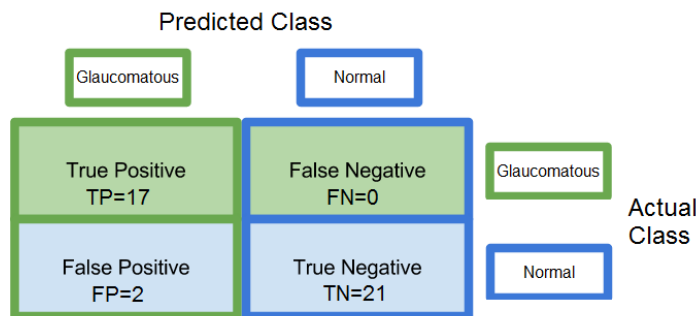 Predicted Class
Glaucomatous
Normal
True Positive
TP=17
False Negative
FN=0
Glaucomatous
False Positive
FP=2
True Negative
TN=21
Normal
Actual
Class